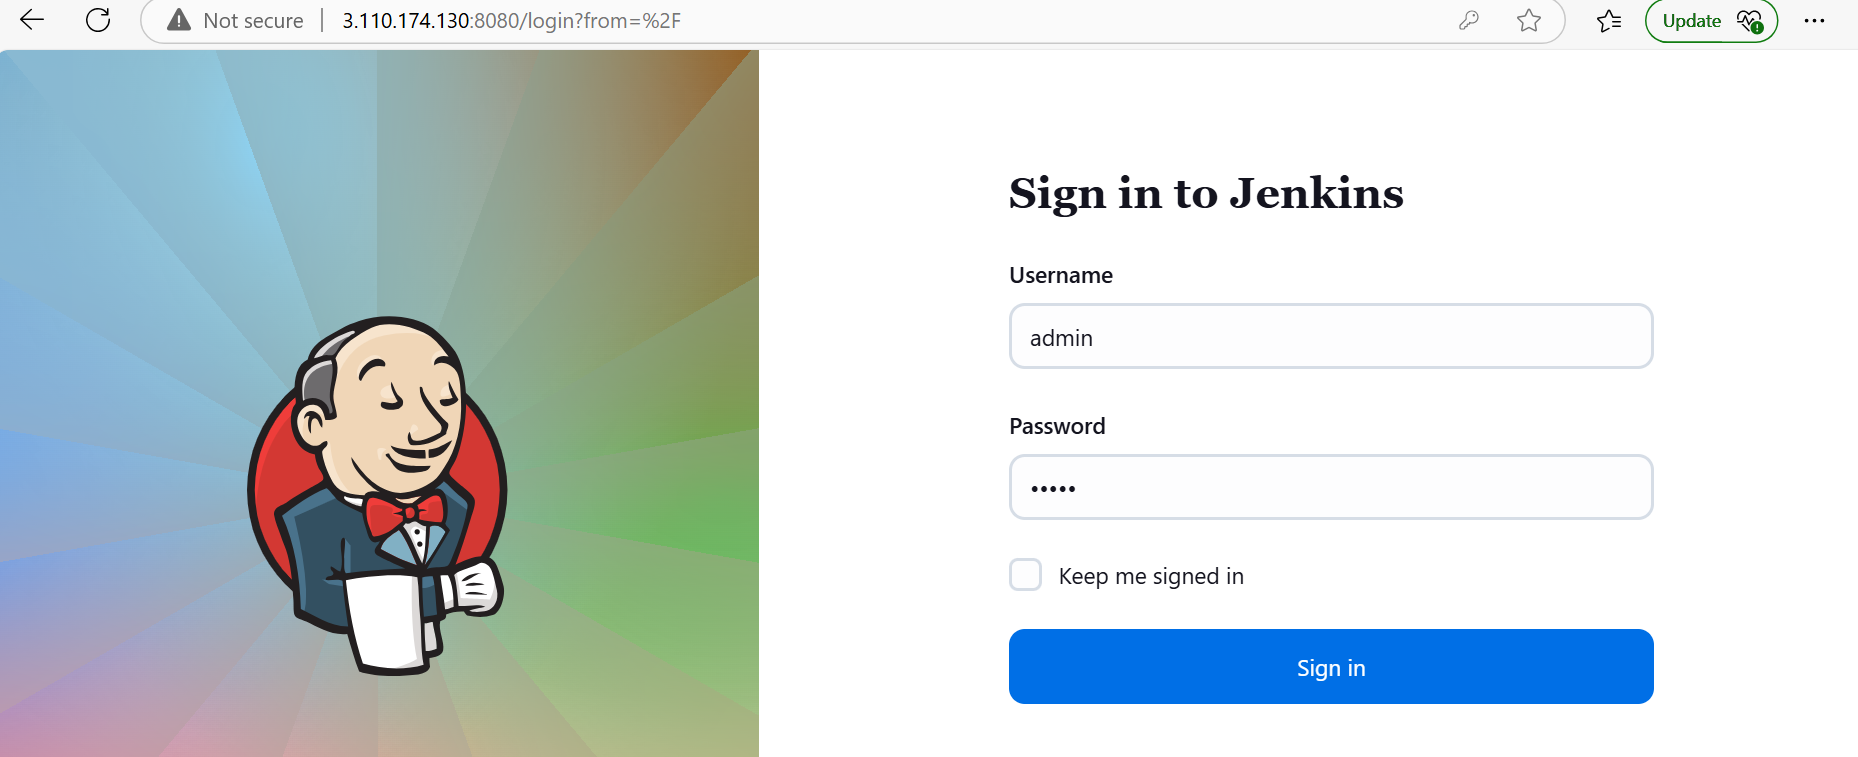 Not secure | 3.110.174.130:8080/login?from=%2F
Update
Sign in to Jenkins
Username
admin
Password
•••••
Keep me signed in
Sign in